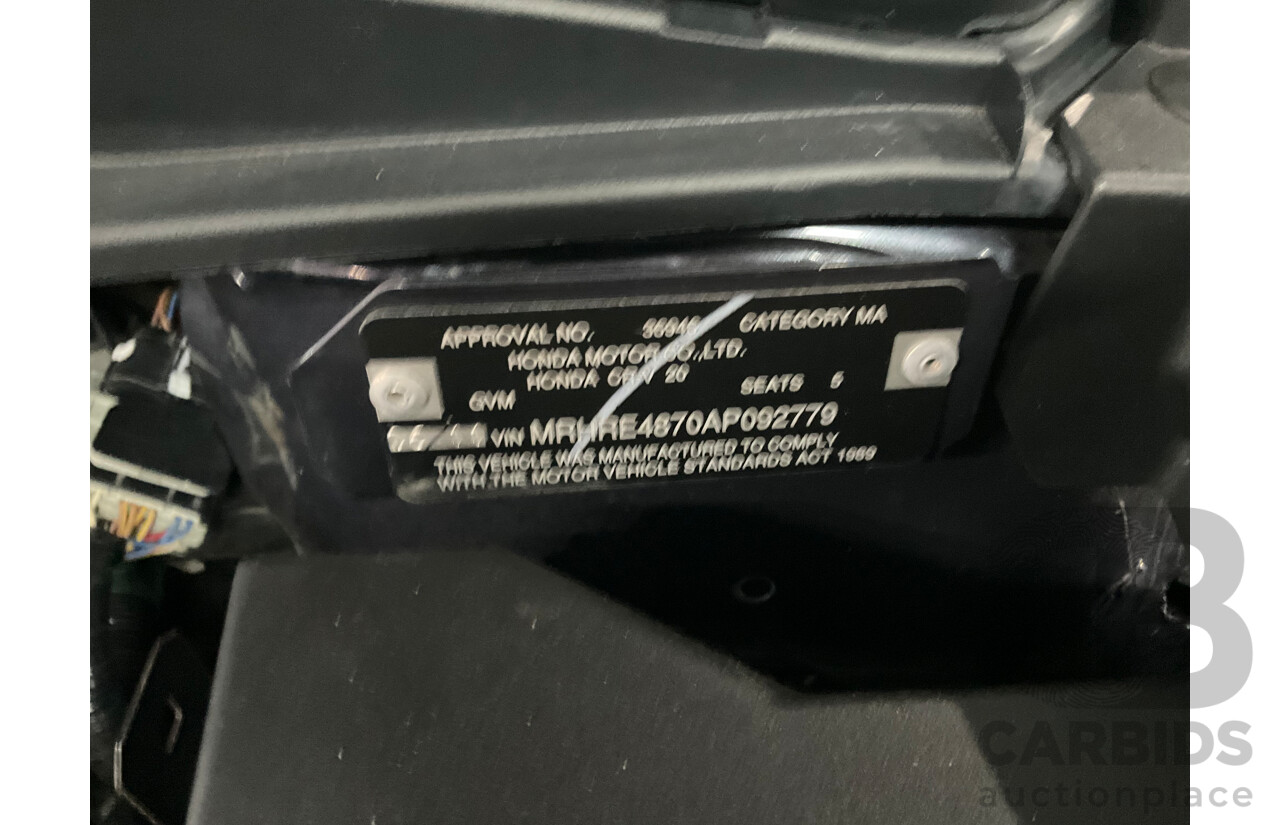 APPROVAL NO. CATEGORY MA
HONDA MOTOR CO., LTD.
HONDA CRV 20
GVM SEATS 5
VIN MRHRE4870AP092779
THIS VEHICLE WAS MANUFACTURED TO COMPLY
WITH THE MOTOR VEHICLE STANDARDS ACT 1989
CARBIDS
auctionplace